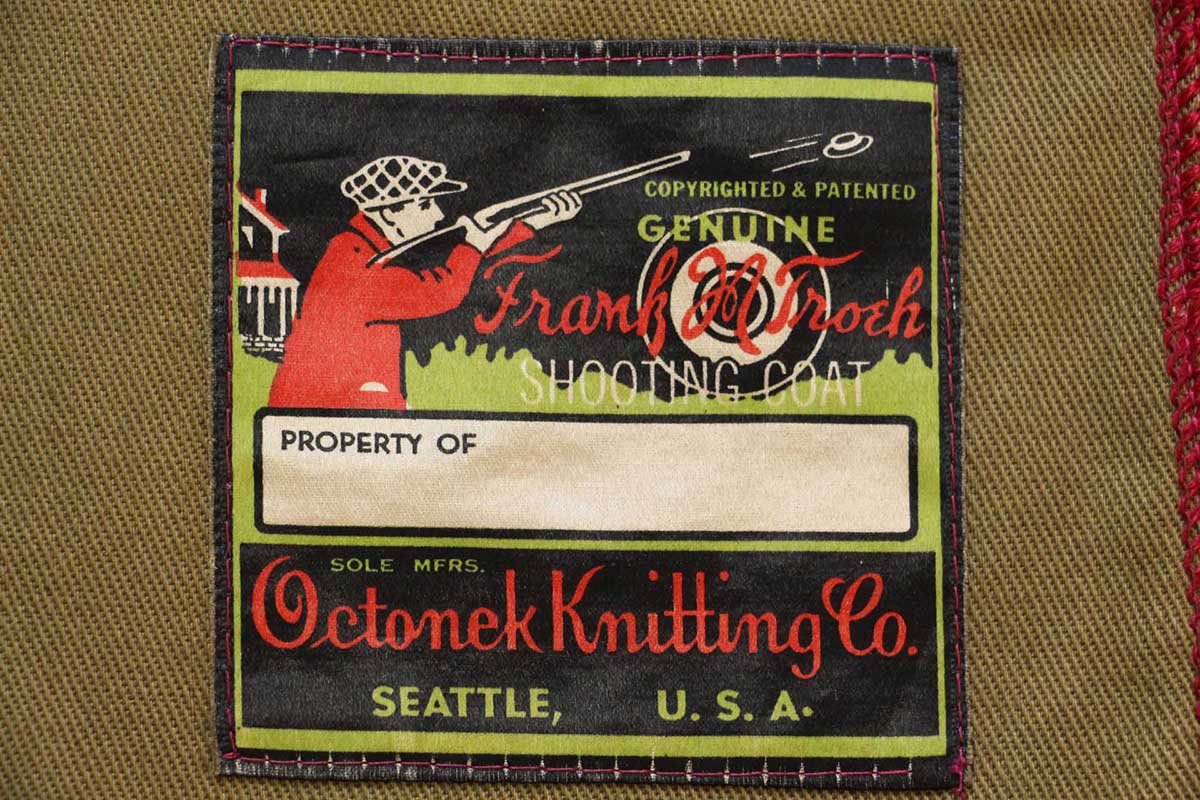 COPYRIGHTED & PATENTED
GENUINE
Frank M Troeh
SHOOTING COAT
PROPERTY OF
SOLE MFRS.
Octonek Knitting Co.
SEATTLE, U. S. A.